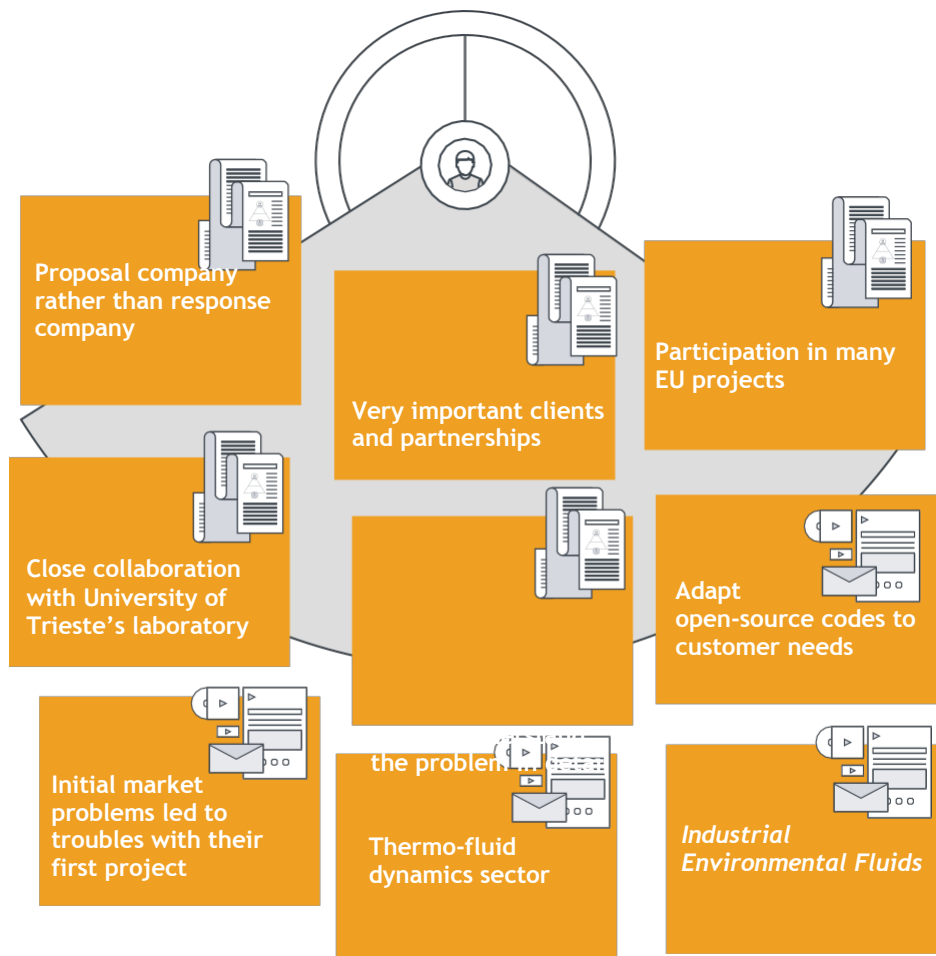 Proposal company
rather than response
company
Very important clients
and partnerships
Participation in many
EU projects
Close collaboration
with University of
Trieste’s laboratory
Adapt
open-source codes to
customer needs
Initial market
problems led to
troubles with their
first project
the problem in detail
Thermo-fluid
dynamics sector
Industrial
Environmental Fluids